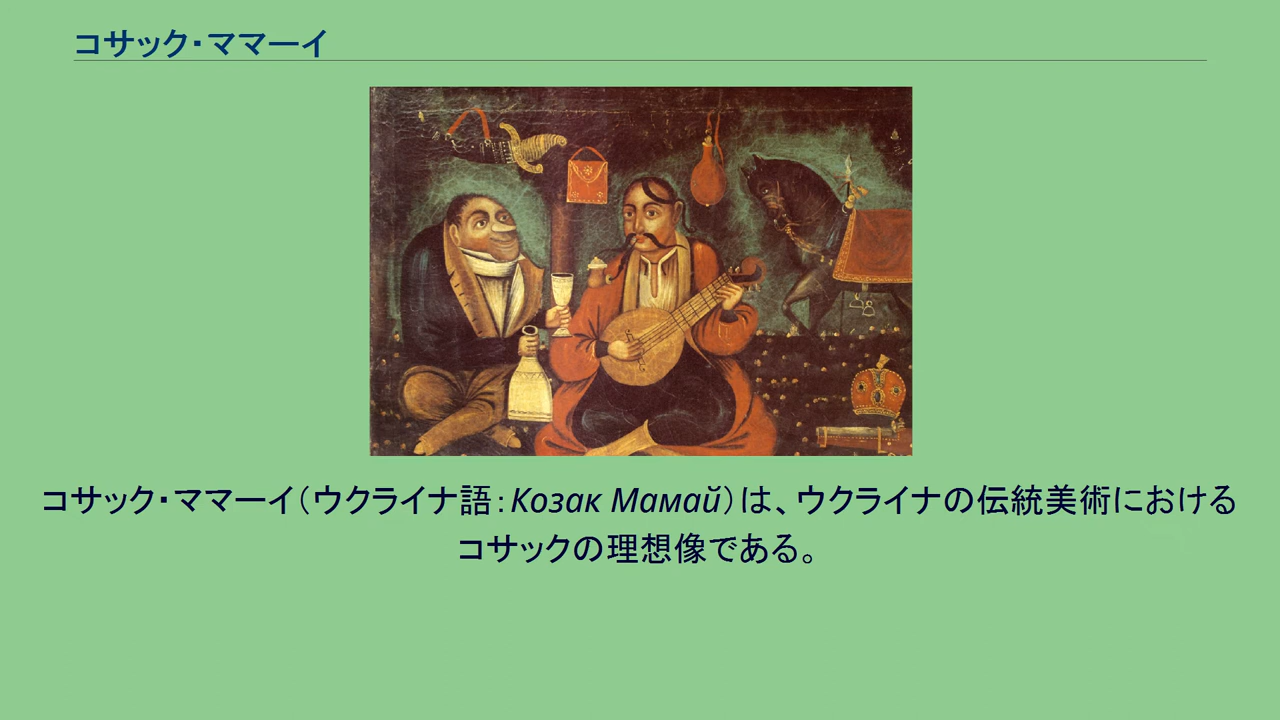 コサック・ママーイ
コサック・ママーイ（ウクライナ語：Козак Мамай）は、ウクライナの伝統美術における
コサックの理想像である。